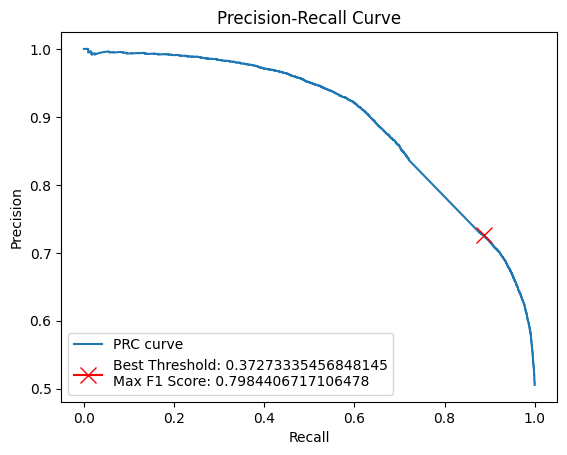 Precision-Recall Curve
1.0
0.9
0.8
0.7
0.6
0.5
Precision
PRC curve
Best Threshold: 0.37273335456848145
Max F1 Score: 0.7984406717106478
0.0
0.2
0.4
0.6
0.8
1.0
Recall